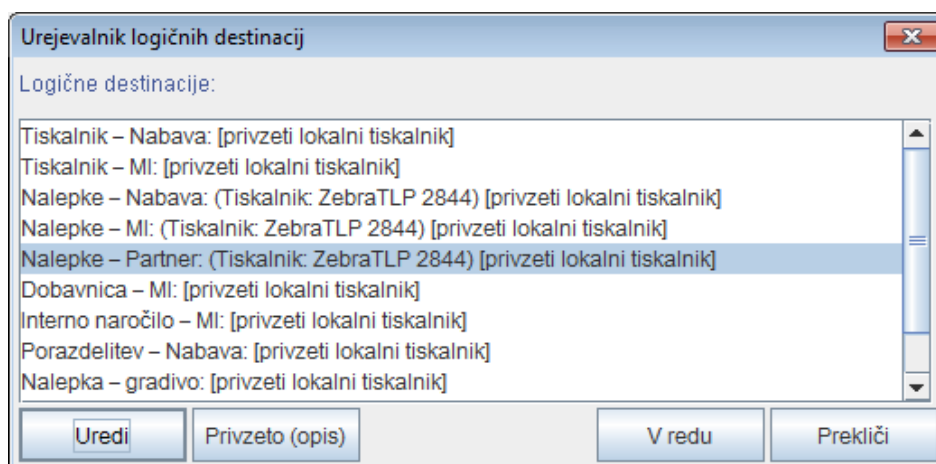 Urejevalnik logičnih destinacij
Logične destinacije:
Tiskalnik – Nabava: [privzeti lokalni tiskalnik]
Tiskalnik – MI: [privzeti lokalni tiskalnik]
Nalepke – Nabava: (Tiskalnik: ZebraTLP 2844) [privzeti lokalni tiskalnik]
Nalepke – MI: (Tiskalnik: ZebraTLP 2844) [privzeti lokalni tiskalnik]
Nalepke – Partner: (Tiskalnik: ZebraTLP 2844) [privzeti lokalni tiskalnik]
Dobavnica – MI: [privzeti lokalni tiskalnik]
Interno naročilo – MI: [privzeti lokalni tiskalnik]
Porazdelitev – Nabava: [privzeti lokalni tiskalnik]
Nalepka – gradivo: [privzeti lokalni tiskalnik]
Uredi Privzeto (opis) V redu Prekliči